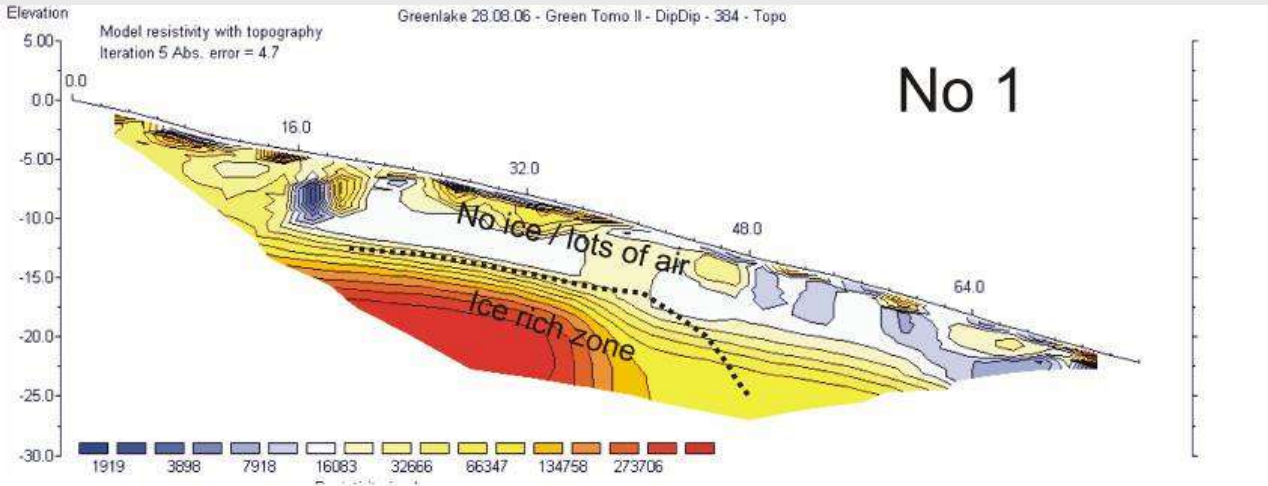 Elevation
Greenlake 28.08.06 - Green Tomo II - DipDip - 384 - Topo
Model resistivity with topography
Iteration 5 Abs. error = 4.7
No 1
5.00
0.0
-5.00
-10.0
-15.0
-20.0
-25.0
-30.0
0.0
16.0
32.0
48.0
64.0
No ice / lots of air
Ice rich zone
1919 3898 7918 16083 32666 66347 134758 273706